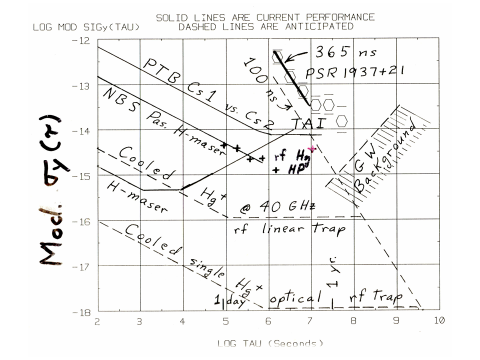 SOLID LINES ARE CURRENT PERFORMANCE
LOG MOD SIGy(TAU) DASHED LINES ARE ANTICIPATED
Mod. σy(τ)
-12
-13
-14
-15
-16
-17
-18
365 ns
PSR 1937+21
100 ns
PTB Cs1 vs. Cs2
NBS Pas. H-maser
TAI
rf Hg
+ HP
GW
Background
Cooled Hg+ @ 40 GHz
rf linear trap
H-maser
Cooled single Hg+
optical rf Trap
1 day
1 yr.
2 3 4 5 6 7 8 9 10
LOG TAU (Seconds)